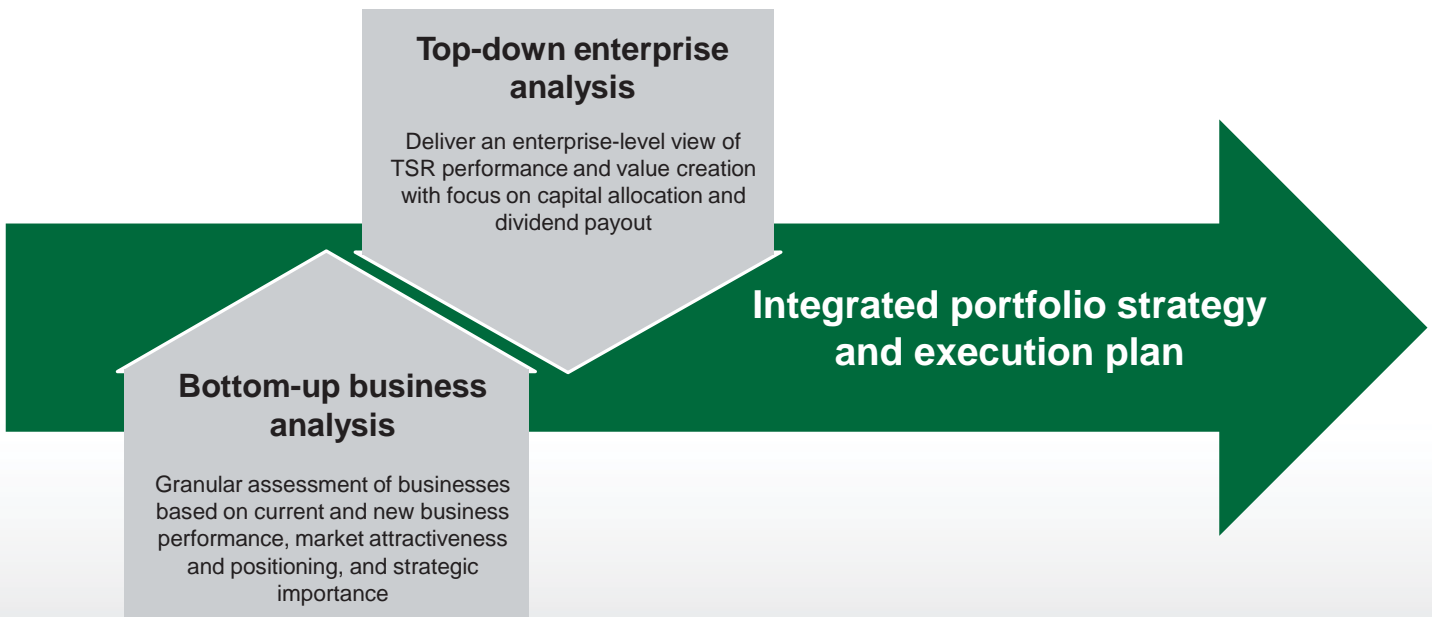 Top-down enterprise
analysis
Deliver an enterprise-level view of
TSR performance and value creation
with focus on capital allocation and
dividend payout
Integrated portfolio strategy
and execution plan
Bottom-up business
analysis
Granular assessment of businesses
based on current and new business
performance, market attractiveness
and positioning, and strategic
importance